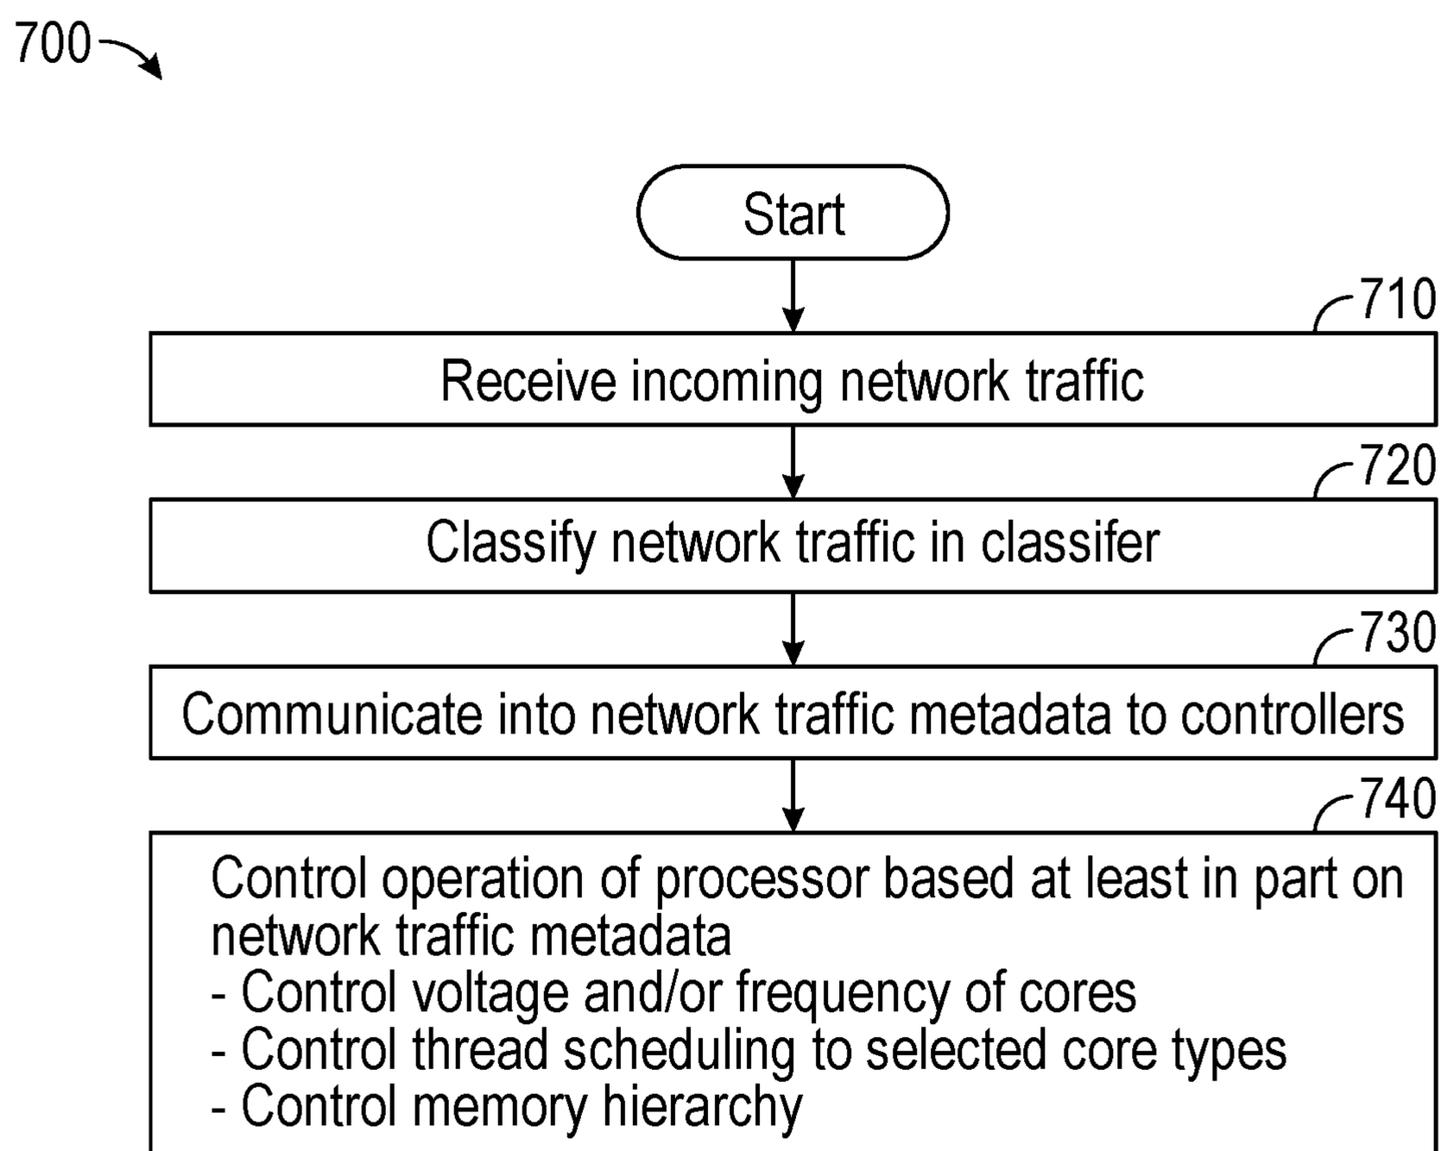 700
Start
710
Receive incoming network traffic
720
Classify network traffic in classifer
730
Communicate into network traffic metadata to controllers
740
Control operation of processor based at least in part on
network traffic metadata
- Control voltage and/or frequency of cores
- Control thread scheduling to selected core types
- Control memory hierarchy